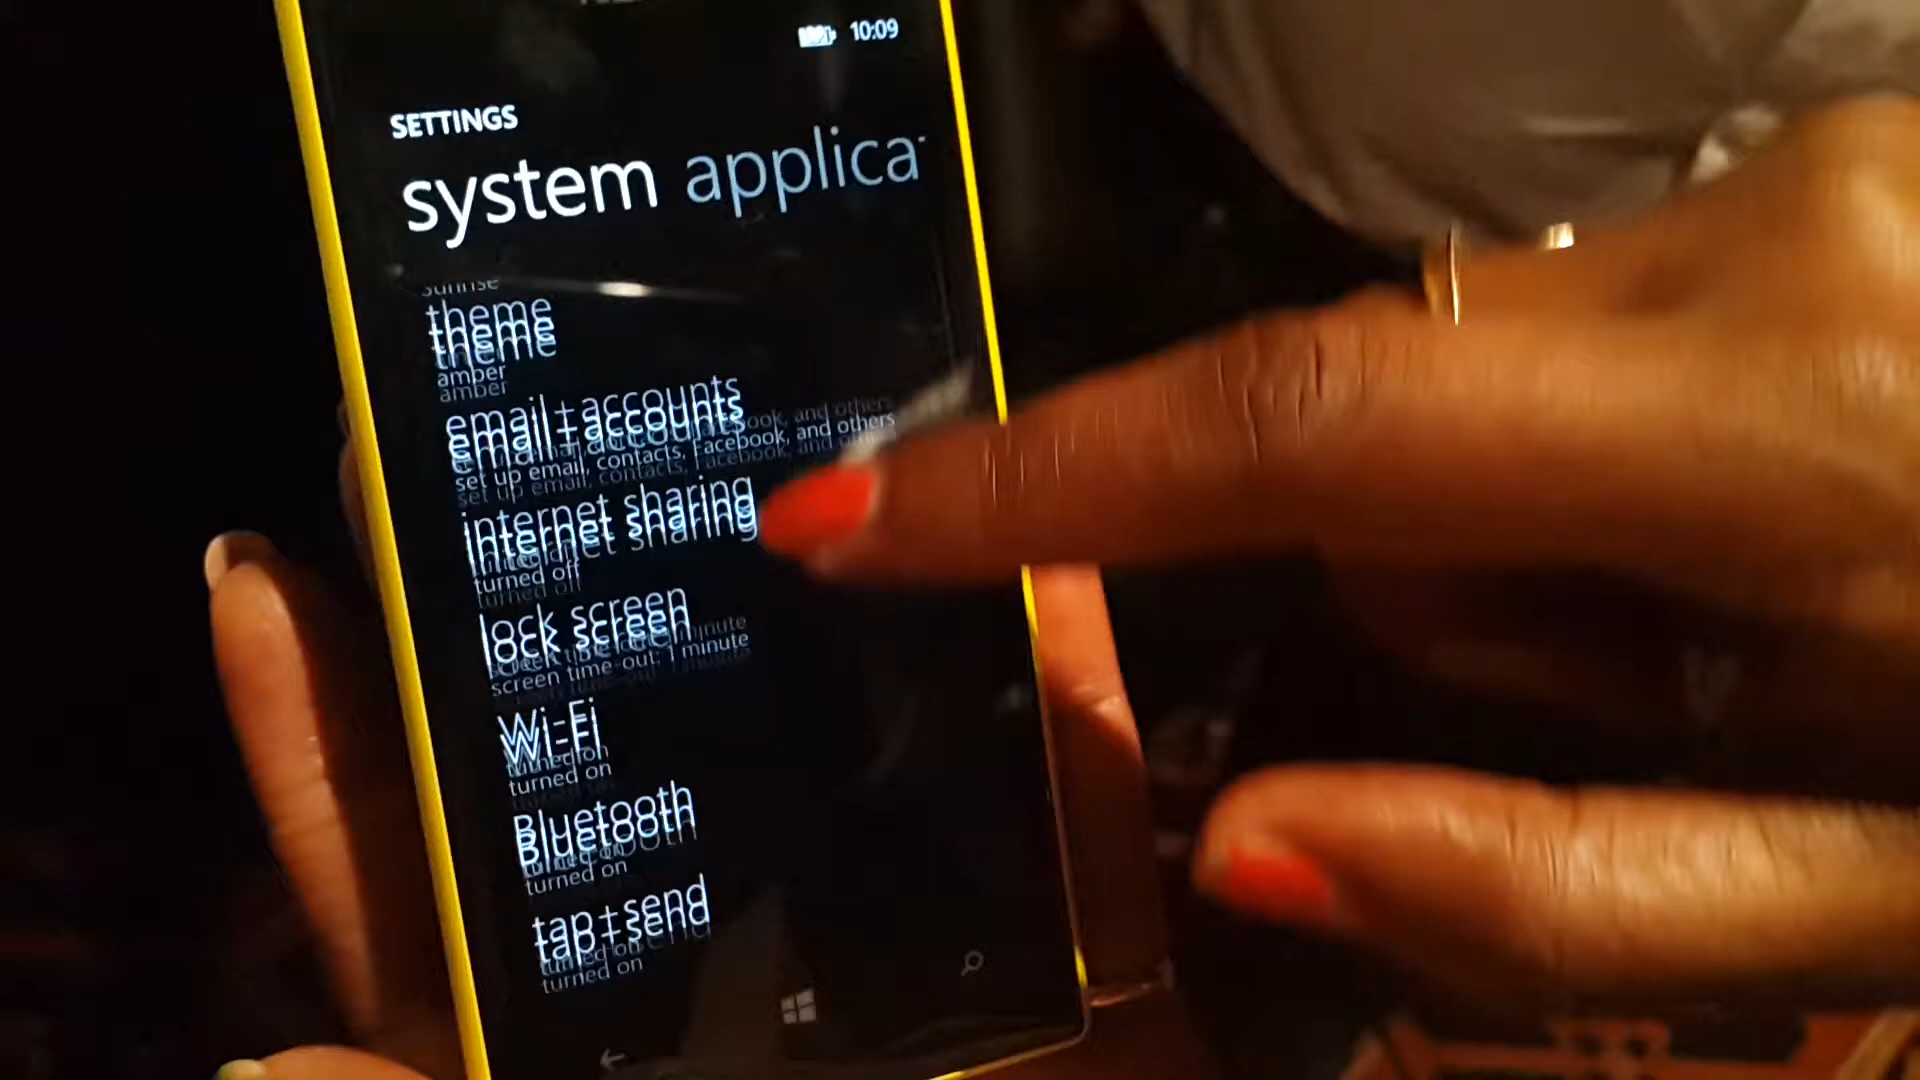 10:09
SETTINGS
system applica
sunrise
theme
amber
email+accounts
set up email, contacts, Facebook, and others
internet sharing
turned off
lock screen
screen time-out: 1 minute
Wi-Fi
turned on
Bluetooth
turned on
tap+send
turned on